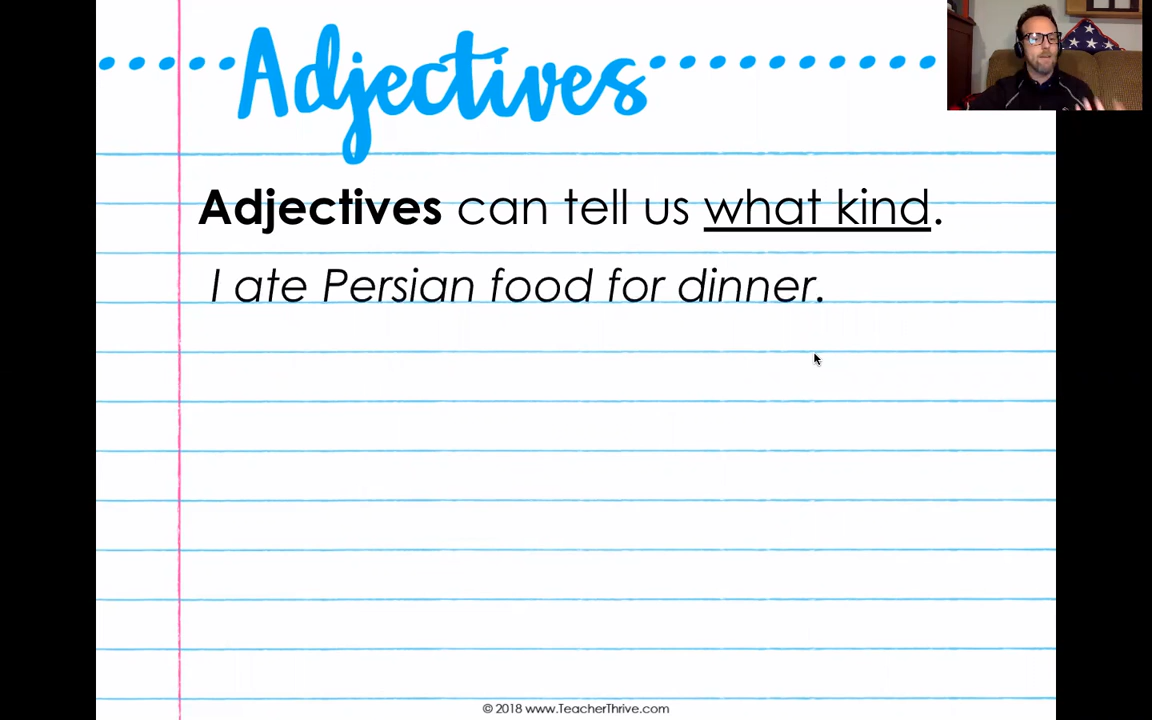 Adjectives
Adjectives can tell us what kind.
I ate Persian food for dinner.
© 2018 www.TeacherThrive.com